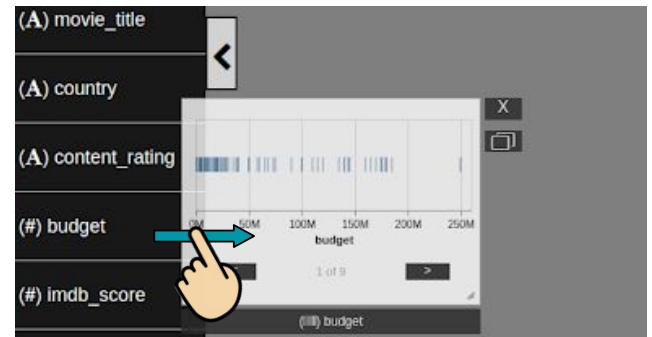 (A) movie_title
(A) country
(A) content_rating
(#) budget
(#) imdb_score
<
X
0M 50M 100M 150M 200M 250M
budget
1 of 9
>
(||||) budget